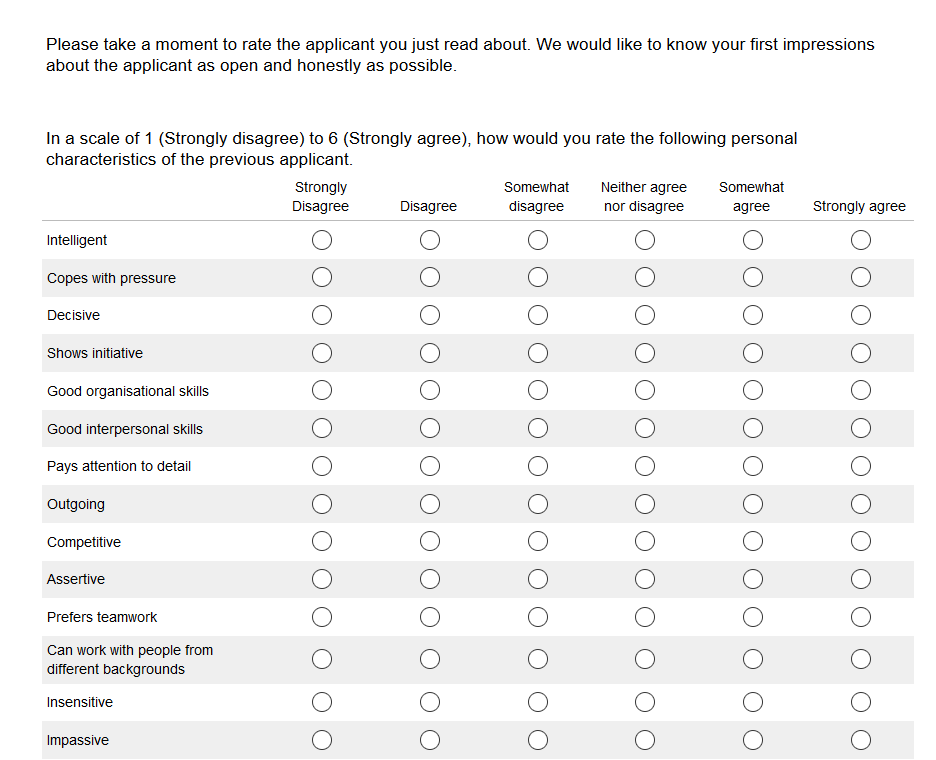 Please take a moment to rate the applicant you just read about. We would like to know your first impressions
about the applicant as open and honestly as possible.
In a scale of 1 (Strongly disagree) to 6 (Strongly agree), how would you rate the following personal
characteristics of the previous applicant.
Strongly Somewhat Neither agree Somewhat
Disagree Disagree disagree nor disagree agree Strongly agree
Intelligent
Copes with pressure
Decisive
Shows initiative
Good organisational skills
Good interpersonal skills
Pays attention to detail
Outgoing
Competitive
Assertive
Prefers teamwork
Can work with people from
different backgrounds
Insensitive
Impassive